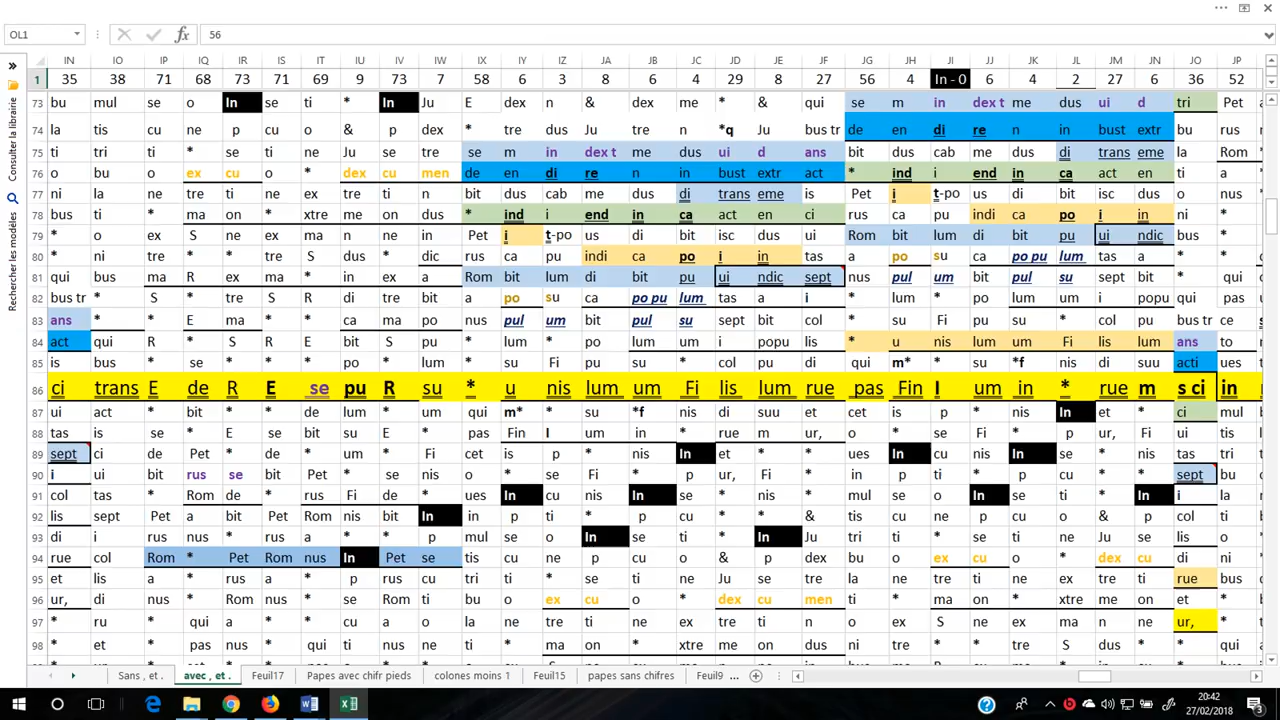 OL1 56
IN IO IP IQ IR IS IT IU IV IW IX IY IZ JA JB JC JD JE JF JG JH JI JJ JK JL JM JN JO JP
1 35 38 71 68 73 71 69 9 73 7 58 6 3 8 6 4 29 8 27 56 4 In - 0 6 4 2 27 6 10 52
73 bu mul se o In se ti * In Ju E dex n & dex me * & qui se m in dex t me dus ui d tri Pet
74 la tis cu ne p cu o & p dex * tre dus Ju tre n *q Ju bus tr de en di re n in bust extr bu rus
75 ti tri ti * se ti ne Ju se tre se m in dex t me dus ui d ans bit dus cab me dus di trans eme la Rom
76 o bu o ex cu o * dex cu men de en di re n in bust extr act * ind i end in ca act en ti a
77 ni la ne tre ti ne extre tre ti n bit dus cab me dus di trans eme is Pet i t-po us di bit isc dus o nus
78 bus ti * ma on * xtre me on dus * ind i end in ca act en ci rus ca pu indi ca po i in ni *
79 * o ex S ne ex ma n ne in Pet i t-po us di bit isc dus ui Rom bit lum di bit pu ui ndic bus *
80 * ni tre * * tre S dus * dic rus ca pu indi ca po i in tas a po su ca po pu lum tas a * *
81 qui bus ma R ex ma * in ex a Rom bit lum di bit pu ui ndic sept nus pul um bit pul su sept bit qui
82 bus tr * S * tre S R di tre bit a po su ca po pu lum tas a i * lum * po lum um i popu qui pas
83 ans * * E ma * * ca ma po nus pul um bit pul su sept bit col * su Fi pu su * col pu bus tr ce
84 act qui R * S R E bit S pu * lum * po lum um i popu lis * u nis lum um Fi lis lum ans to
85 is bus * se * * * po * lum * su Fi pu su * col pu di qui m* * su *f nis di suu acti ues
86 ci trans E de R E se pu R su * u nis lum um Fi lis lum rue pas Fin I um in * rue m s ci in
87 ui act * bit * * de lum * um qui m* * su *f nis di suu et cet is p * nis In et * ci mul
88 tas is se * E se bit su E * pas Fin I um in * rue m ur, o * se Fi * p ur, Fi ui tis
89 sept ci de Pet * de * um * Fi cet is p * nis In et * * ues In cu nis In se * nis tas tri
90 i ui bit rus se bit Pet * se nis o * se Fi * p ur, Fi * in p ti * p cu * * sept bu
91 col tas * Rom de * rus Fi de * ues In cu nis In se * nis * mul se o In se ti * In i la
92 lis sept Pet a bit Pet Rom nis bit In in p ti * p cu * * & tis cu ne p cu o & p col ti
93 di i rus nus * rus a * * p mul se o In se ti * In Ju tri ti * se ti ne Ju se lis o
94 rue col Rom * Pet Rom nus In Pet se tis cu ne p cu o & p dex bu o ex cu o * dex cu di ni
95 et lis a * rus a * p rus cu tri ti * se ti ne Ju se tre la ne tre ti ne ex tre ti rue bus
96 ur, di nus * Rom nus * se Rom ti bu o ex cu o * dex cu men ti * ma on * xtre me on et *
97 * ru * qui a * * cu a o la ne tre ti ne ex tre ti n o ex S ne ex ma n ne ur, *
98 * et * pas nus * qui ti nus ne ti * ma on * xtre me on dus ni tre * * tre S dus * * qui
Consulter la librairie
Rechercher les modèles
Sans , et . avec , et . Feuil17 Papes avec chifr pieds colones moins 1 Feuil15 papes sans chifres Feuil9 ...
20:42
27/02/2018